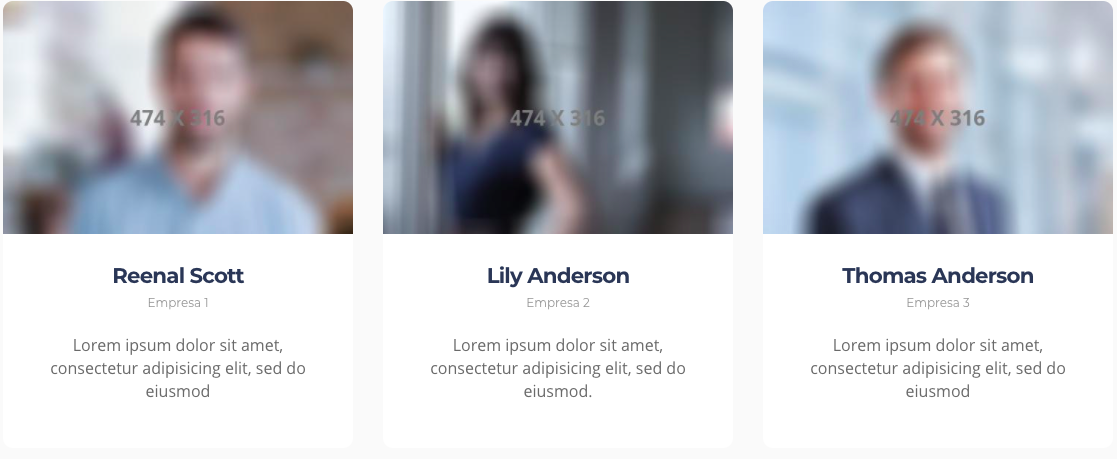 474 X 316
Reenal Scott
Empresa 1
Lorem ipsum dolor sit amet,
consectetur adipisicing elit, sed do
eiusmod
474 X 316
Lily Anderson
Empresa 2
Lorem ipsum dolor sit amet,
consectetur adipisicing elit, sed do
eiusmod.
474 X 316
Thomas Anderson
Empresa 3
Lorem ipsum dolor sit amet,
consectetur adipisicing elit, sed do
eiusmod